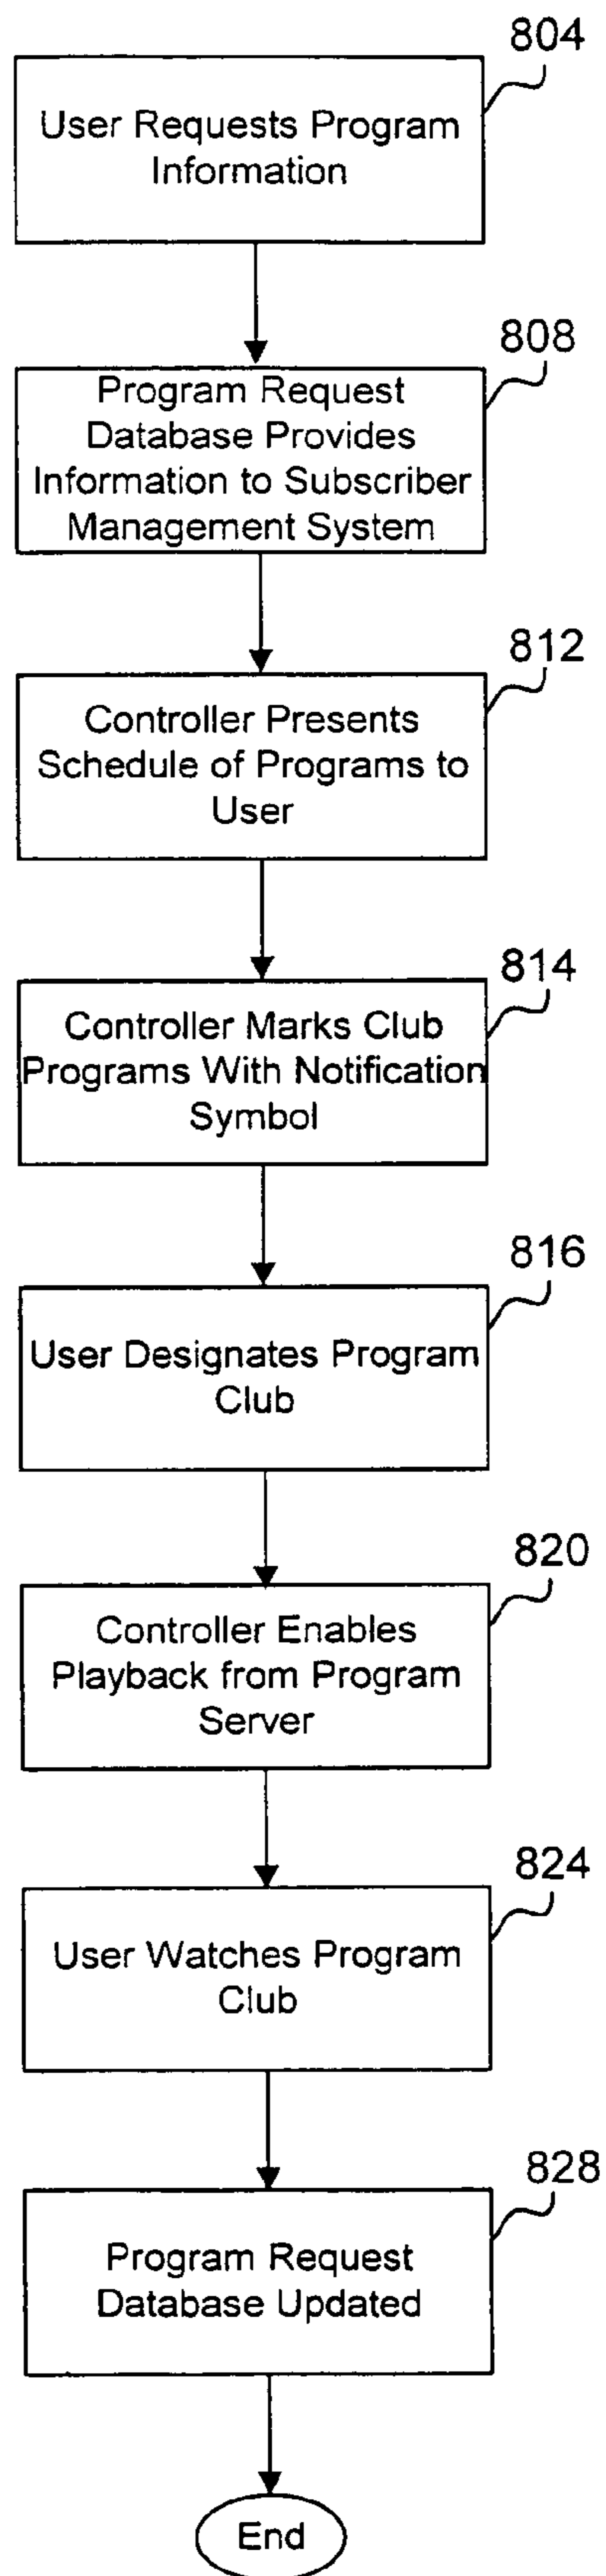 804
User Requests Program
Information
808
Program Request
Database Provides
Information to Subscriber
Management System
812
Controller Presents
Schedule of Programs to
User
814
Controller Marks Club
Programs With Notification
Symbol
816
User Designates Program
Club
820
Controller Enables
Playback from Program
Server
824
User Watches Program
Club
828
Program Request
Database Updated
End